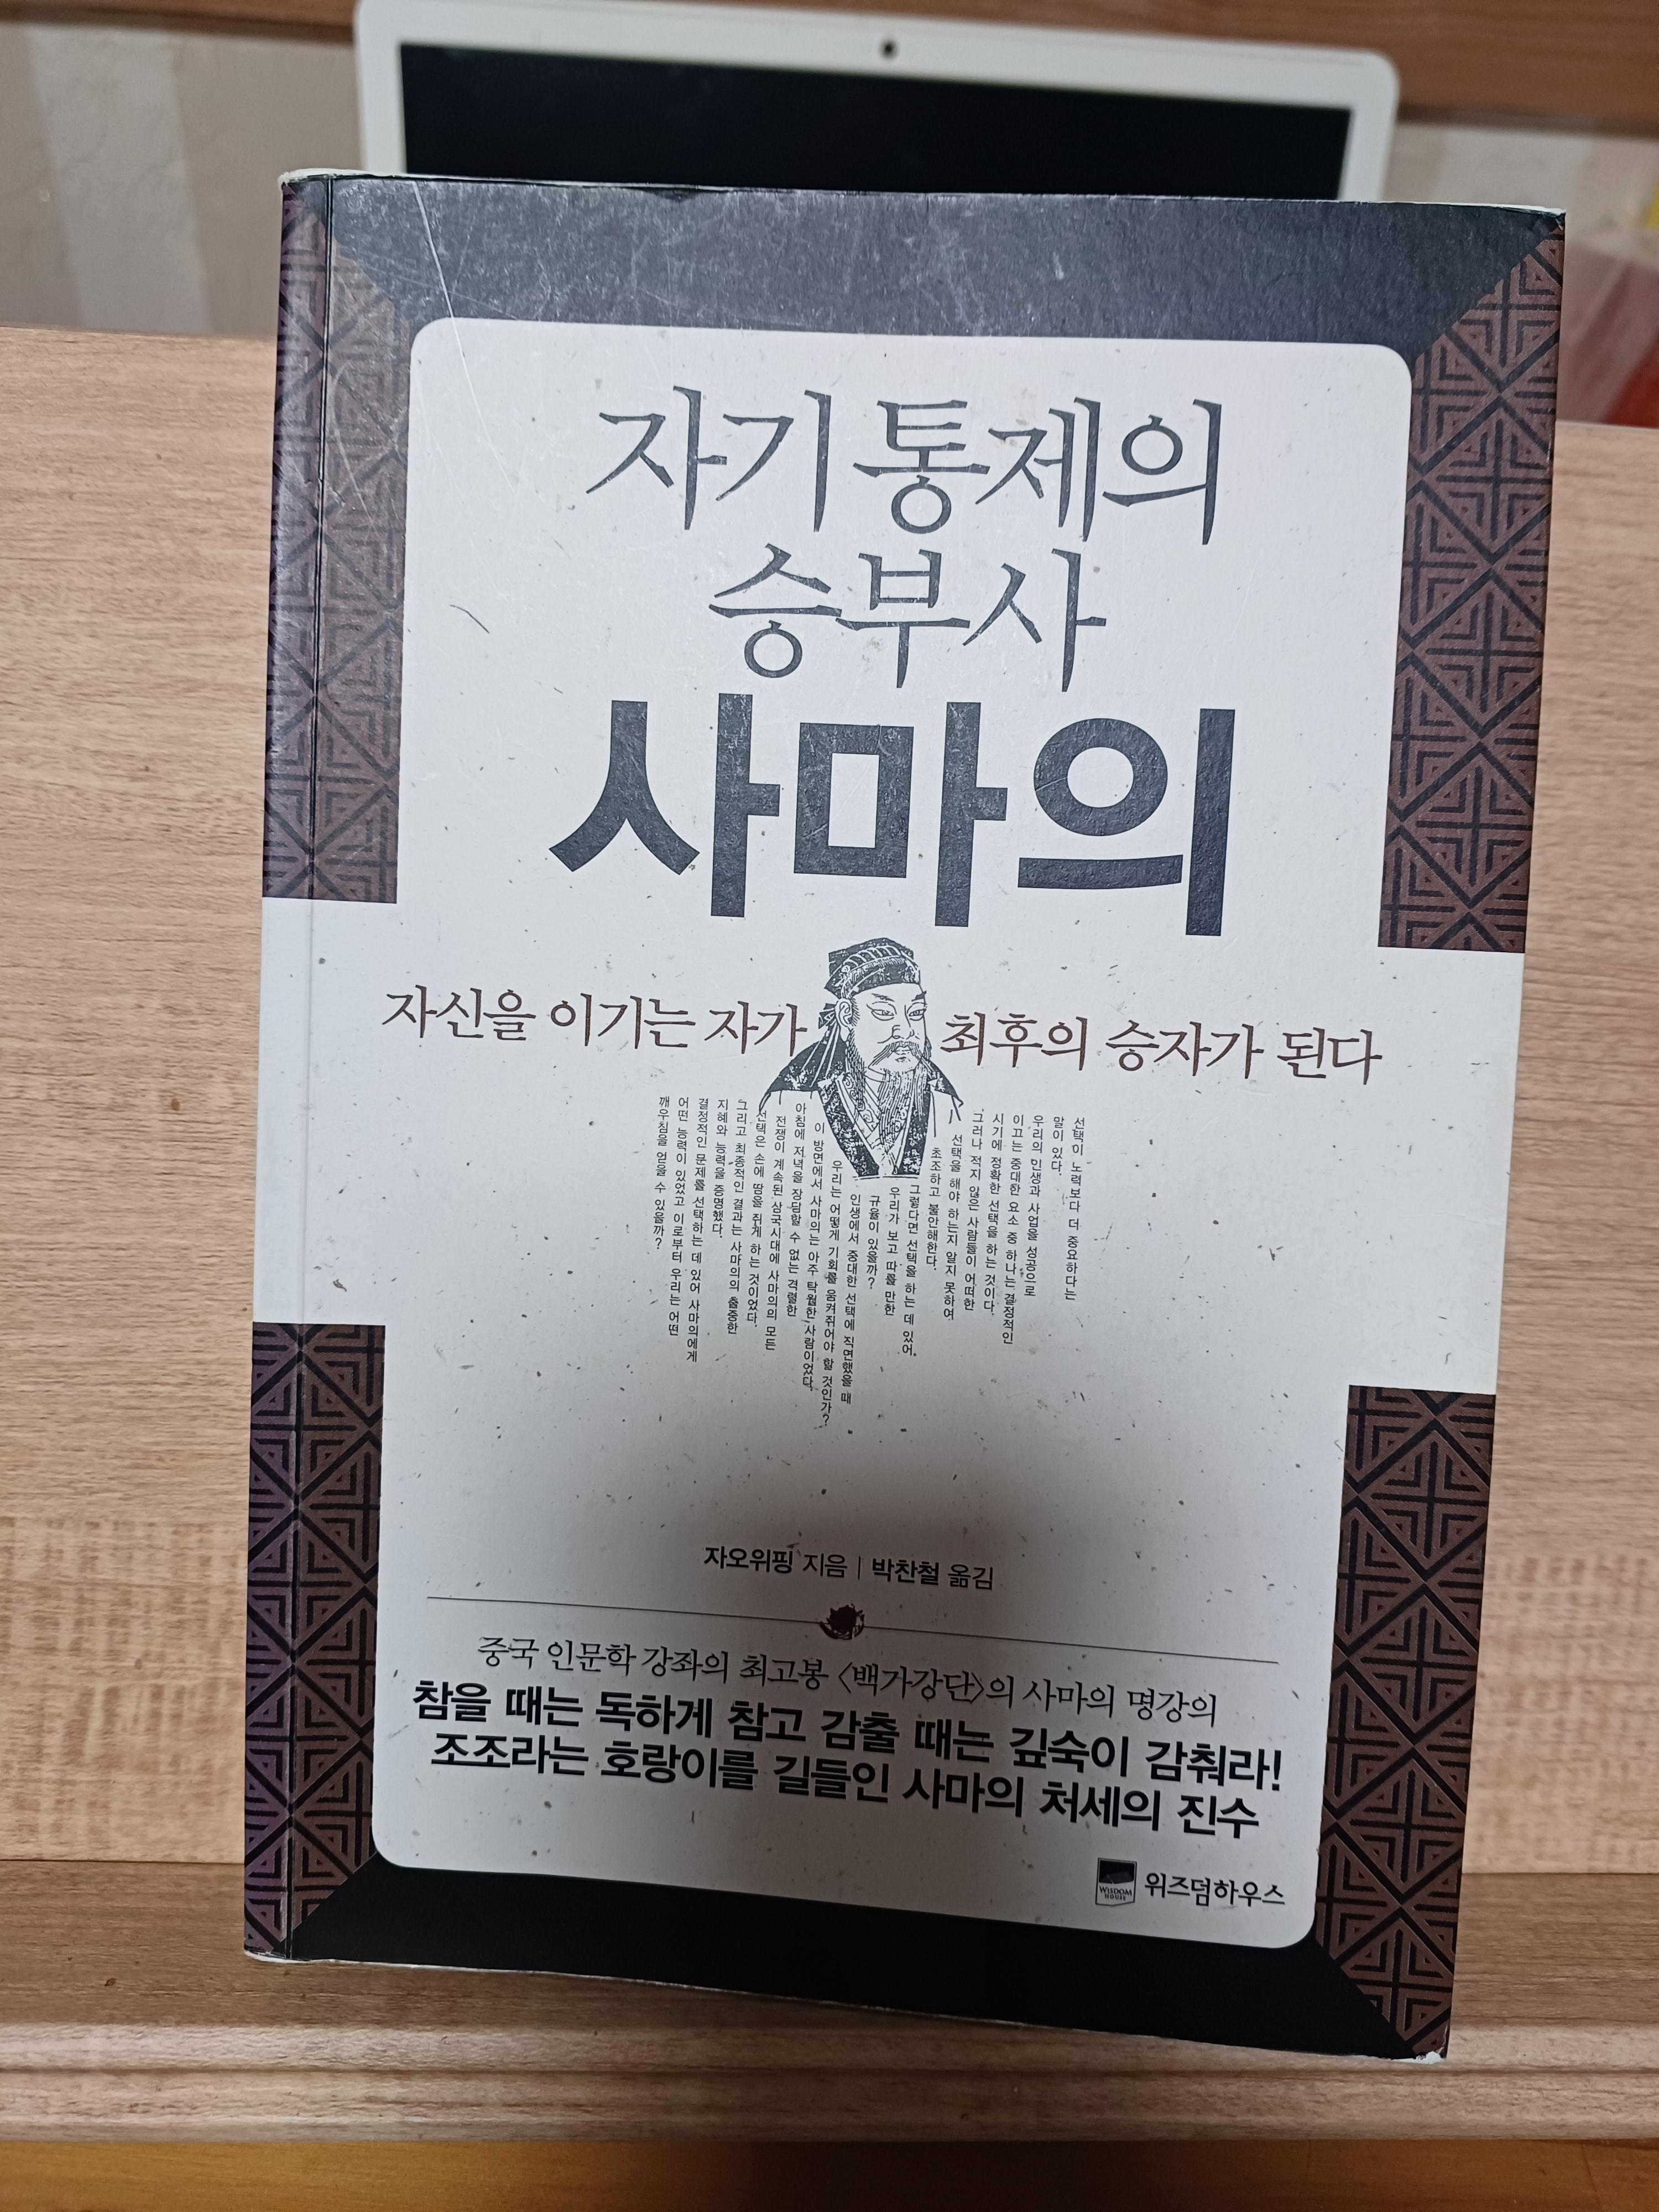 자기 통제의
승부사
사마의
자신을 이기는 자가 최후의 승자가 된다
선택이 노력보다 더 중요하다는
말이 있다.
우리의 인생과 사업을 성공으로
이끄는 중대한 요소 중 하나는 결정적인
시기에 정확한 선택을 하는 것이다.
그러나 적지 않은 사람들이 어떠한
선택을 해야 하는지 알지 못하여
초조하고 불안해한다.
그렇다면 선택을 하는 데 있어,
우리가 보고 따를 만한
규율이 있을까?
인생에서 중대한 선택에 직면했을 때
우리는 어떻게 기회를 움켜쥐어야 할 것인가?
이 방면에서 사마의는 아주 탁월한 사람이었다.
아침에 저녁을 장담할 수 없는 격렬한
전쟁이 계속된 삼국시대에 사마의의 모든
선택은 손에 땀을 쥐게 하는 것이었다.
그리고 최종적인 결과는 사마의의 출중한
지혜와 능력을 증명했다.
결정적인 문제를 선택하는 데 있어 사마의에게
어떤 능력이 있었고 이로부터 우리는 어떤
깨우침을 얻을 수 있을까?
자오위핑 지음 | 박찬철 옮김
중국 인문학 강좌의 최고봉 〈백가강단〉의 사마의 명강의
참을 때는 독하게 참고 감출 때는 깊숙이 감춰라!
조조라는 호랑이를 길들인 사마의 처세의 진수
WISDOM
HOUSE
위즈덤하우스